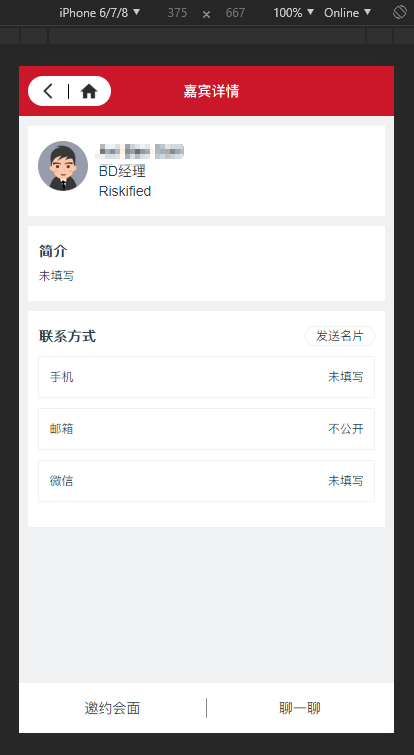 iPhone 6/7/8 ▼ 375 × 667 100% ▼ Online ▼
嘉宾详情
BD经理
Riskified
简介
未填写
联系方式 发送名片
手机 未填写
邮箱 不公开
微信 未填写
邀约会面 聊一聊